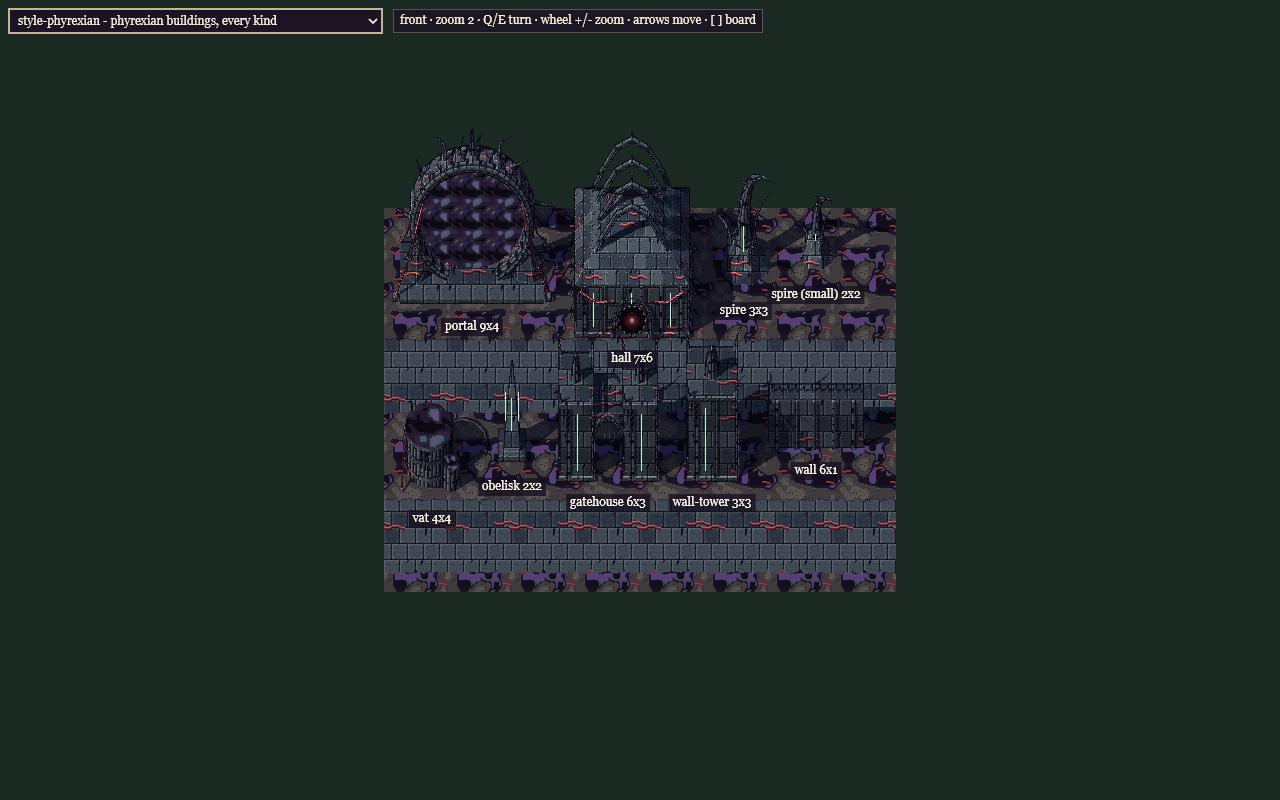 style-phyrexian - phyrexian buildings, every kind
front · zoom 2 · Q/E turn · wheel +/- zoom · arrows move · [ ] board
spire (small) 2x2
spire 3x3
portal 9x4
hall 7x6
wall 6x1
obelisk 2x2
gatehouse 6x3
wall-tower 3x3
vat 4x4